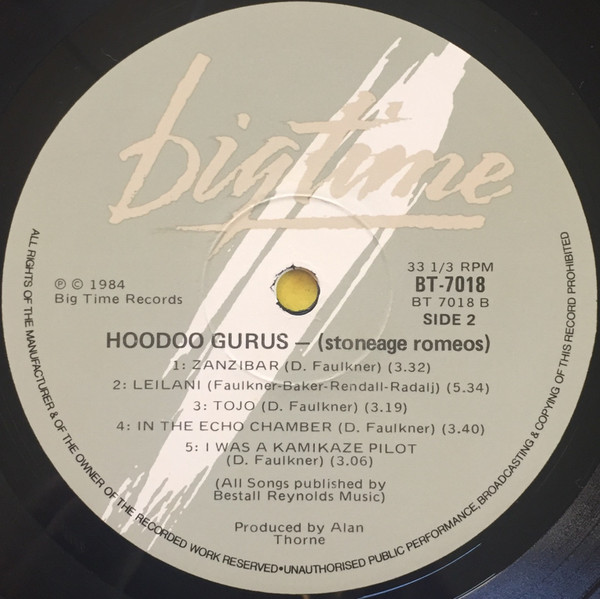 bigtime
33 1/3 RPM
BT-7018
BT 7018 B
SIDE 2
℗ © 1984
Big Time Records
HOODOO GURUS — (stoneage romeos)
1: ZANZIBAR (D. Faulkner) (3.32)
2: LEILANI (Faulkner-Baker-Rendall-Radalj) (5.34)
3: TOJO (D. Faulkner) (3.19)
4: IN THE ECHO CHAMBER (D. Faulkner) (3.40)
5: I WAS A KAMIKAZE PILOT
(D. Faulkner) (3.06)
(All Songs published by
Bestall Reynolds Music)
Produced by Alan
Thorne
ALL RIGHTS OF THE MANUFACTURER & OF THE OWNER OF THE RECORDED WORK RESERVED•UNAUTHORISED PUBLIC PERFORMANCE, BROADCASTING & COPYING OF THIS RECORD PROHIBITED